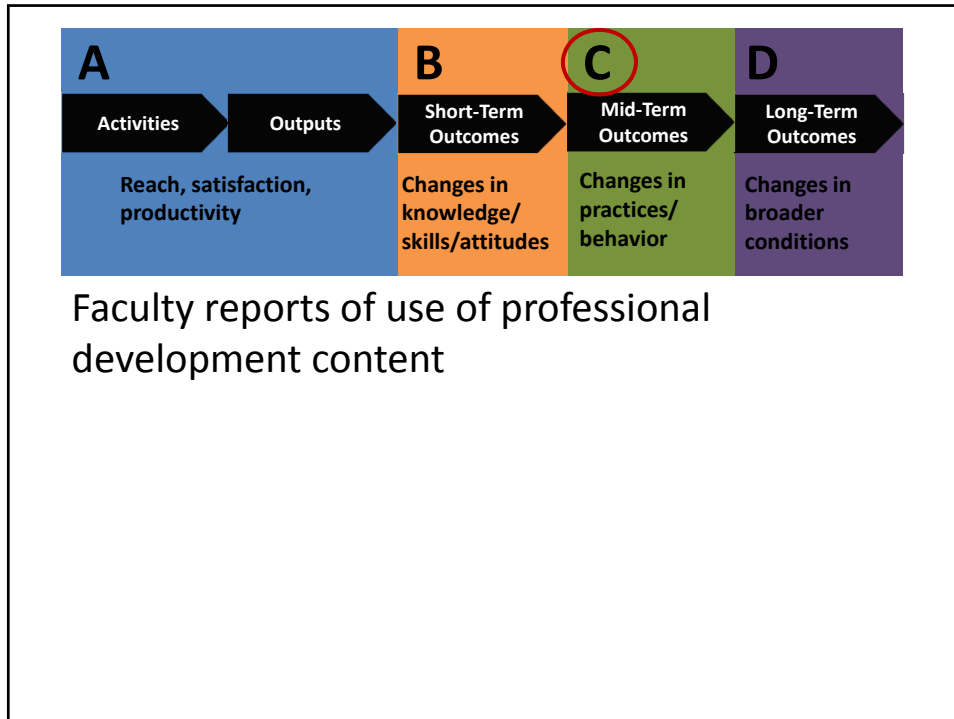 A
B
C
D
Activities
Outputs
Short-Term
Outcomes
Mid-Term
Outcomes
Long-Term
Outcomes
Reach, satisfaction,
productivity
Changes in
knowledge/
skills/attitudes
Changes in
practices/
behavior
Changes in
broader
conditions
Faculty reports of use of professional
development content